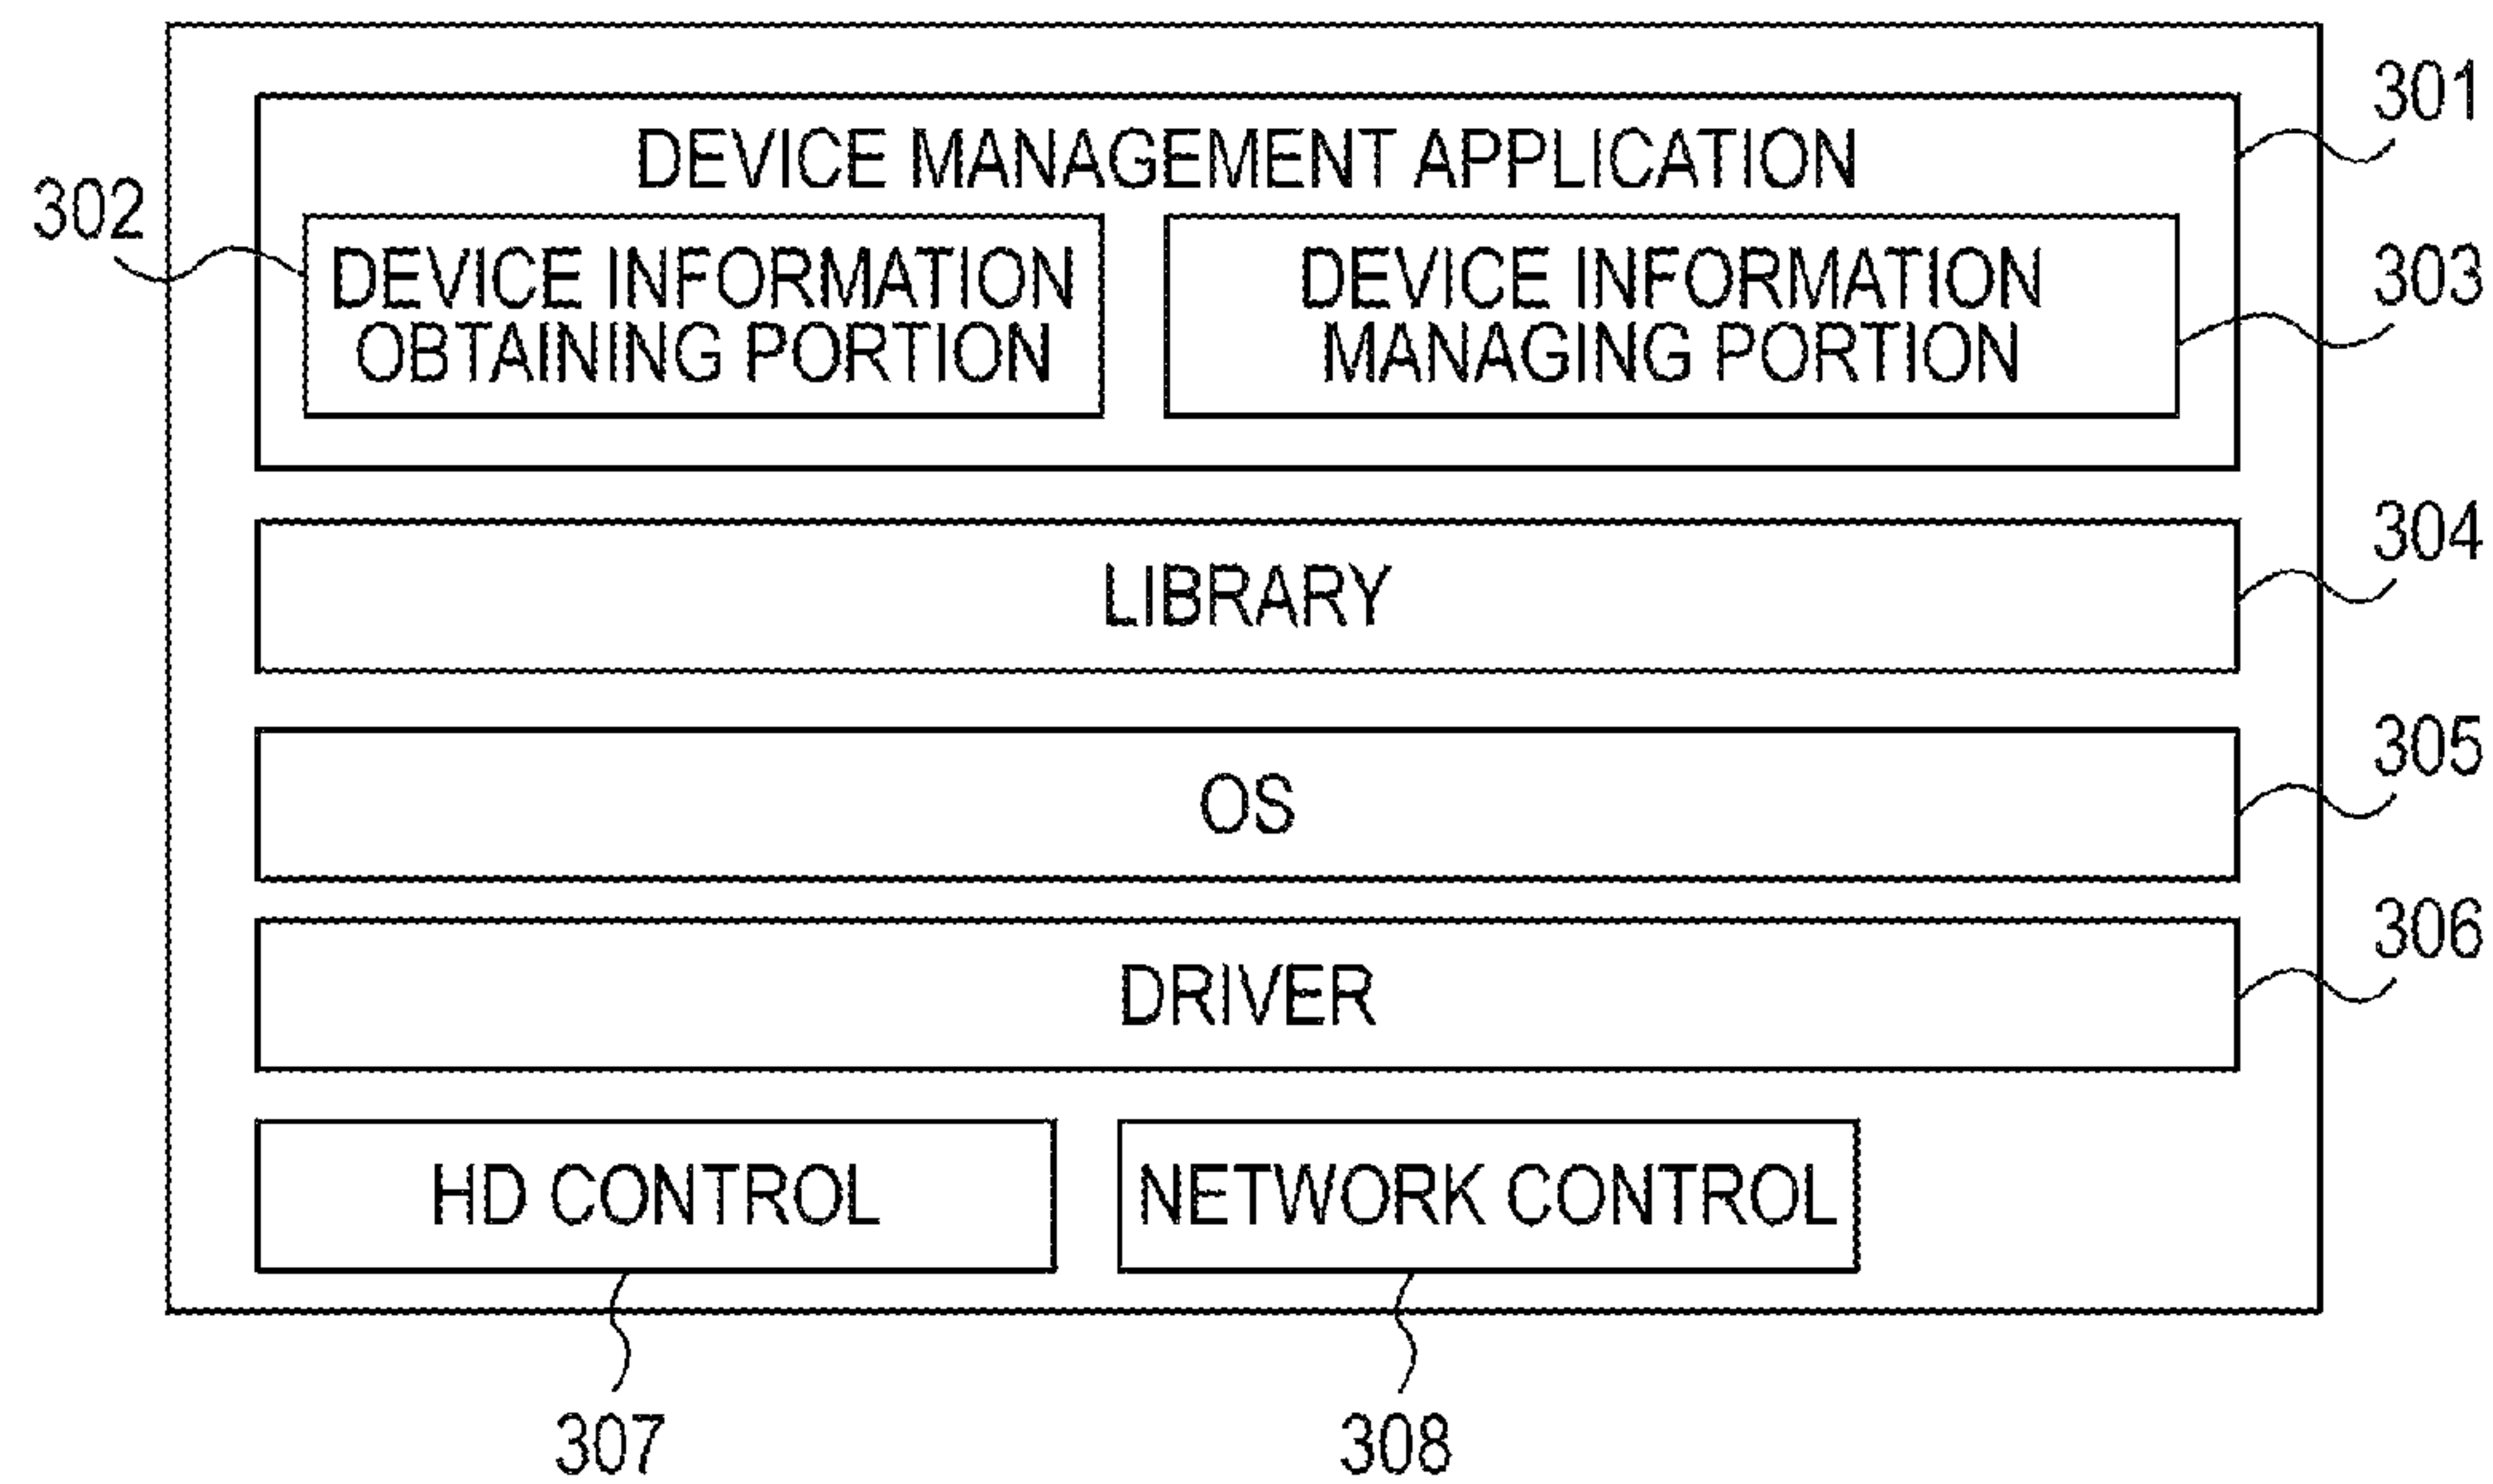 301
DEVICE MANAGEMENT APPLICATION
302
DEVICE INFORMATION
OBTAINING PORTION
DEVICE INFORMATION
MANAGING PORTION
303
LIBRARY
304
OS
305
DRIVER
306
HD CONTROL
NETWORK CONTROL
307
308